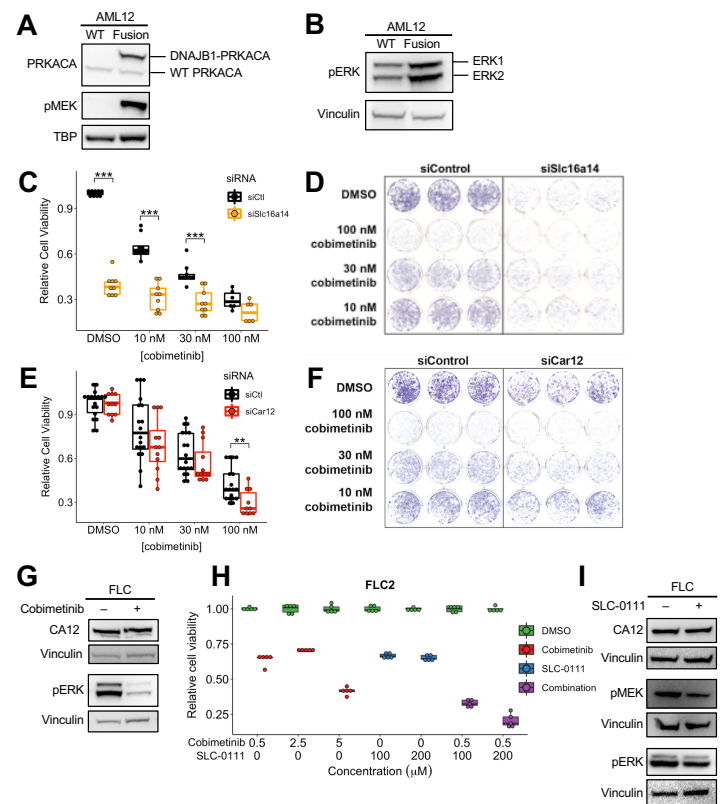 A
AML12
WT Fusion
PRKACA
DNAJB1-PRKACA
WT PRKACA
pMEK
TBP
B
AML12
WT Fusion
pERK
ERK1
ERK2
Vinculin
C
Relative Cell Viability
0.9
0.6
0.3
***
***
***
siRNA
siCtl
siSlc16a14
DMSO 10 nM 30 nM 100 nM
[cobimetinib]
D
siControl siSlc16a14
DMSO
100 nM
cobimetinib
30 nM
cobimetinib
10 nM
cobimetinib
E
Relative Cell Viability
0.9
0.6
0.3
**
siRNA
siCtl
siCar12
DMSO 10 nM 30 nM 100 nM
[cobimetinib]
F
siControl siCar12
DMSO
100 nM
cobimetinib
30 nM
cobimetinib
10 nM
cobimetinib
G
FLC
Cobimetinib – +
CA12
Vinculin
pERK
Vinculin
H
FLC2
Relative cell viability
1.00
0.75
0.50
0.25
DMSO
Cobimetinib
SLC-0111
Combination
Cobimetinib 0.5 2.5 5 0 0 0.5 0.5
SLC-0111 0 0 0 100 200 100 200
Concentration (μM)
I
FLC
SLC-0111 – +
CA12
Vinculin
pMEK
Vinculin
pERK
Vinculin